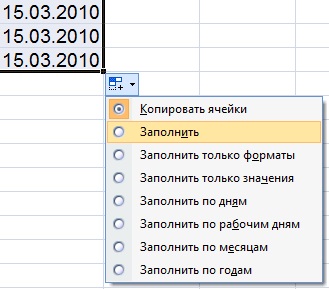 15.03.2010
15.03.2010
15.03.2010
Копировать ячейки
Заполнить
Заполнить только форматы
Заполнить только значения
Заполнить по дням
Заполнить по рабочим дням
Заполнить по месяцам
Заполнить по годам